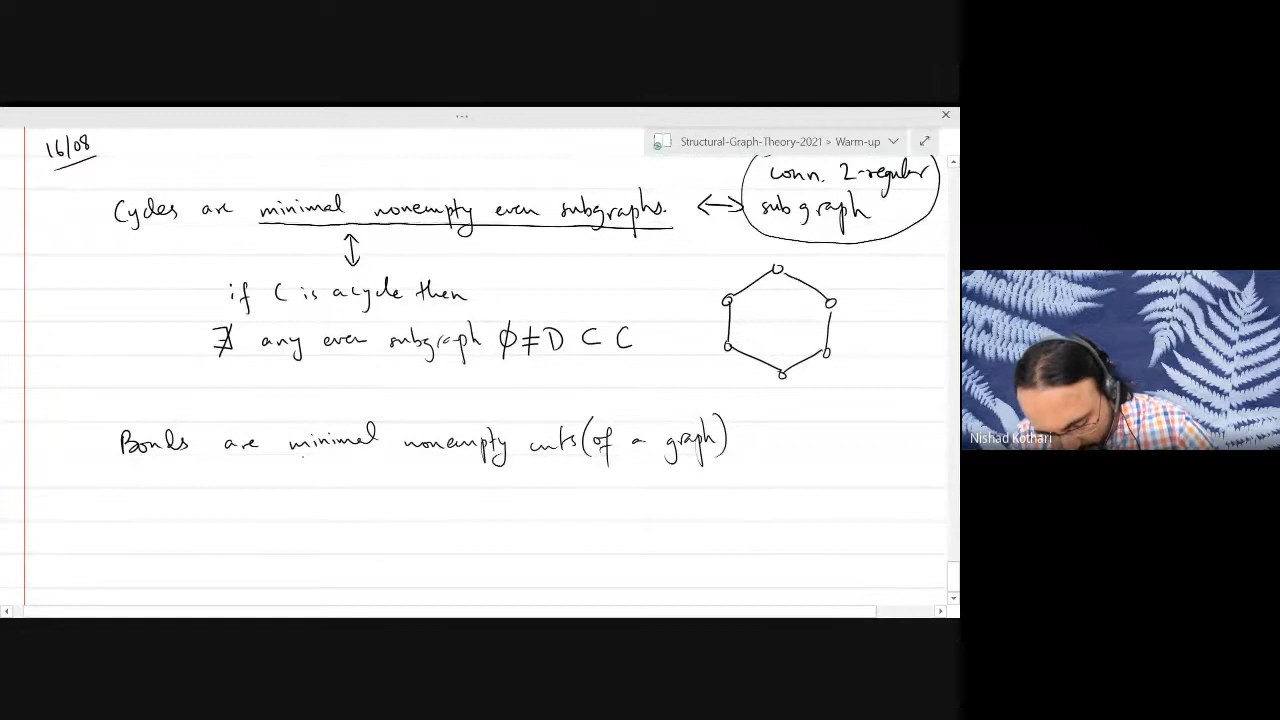 16/08
Structural-Graph-Theory-2021 > Warm-up
conn. 2-regular
subgraph
Cycles are minimal nonempty even subgraphs. ↔
↕
if C is a cycle then
∄ any even subgraph ϕ ≠ D ⊂ C
Bonds are minimal nonempty cuts (of a graph)
Nishad Kothari